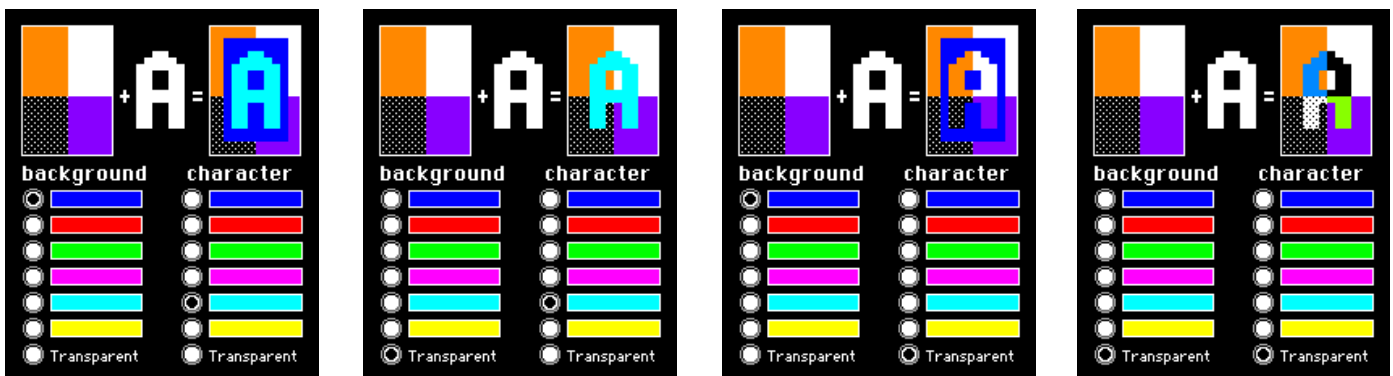 + A =
background character
Transparent Transparent
+ A =
background character
Transparent Transparent
+ A =
background character
Transparent Transparent
+ A =
background character
Transparent Transparent